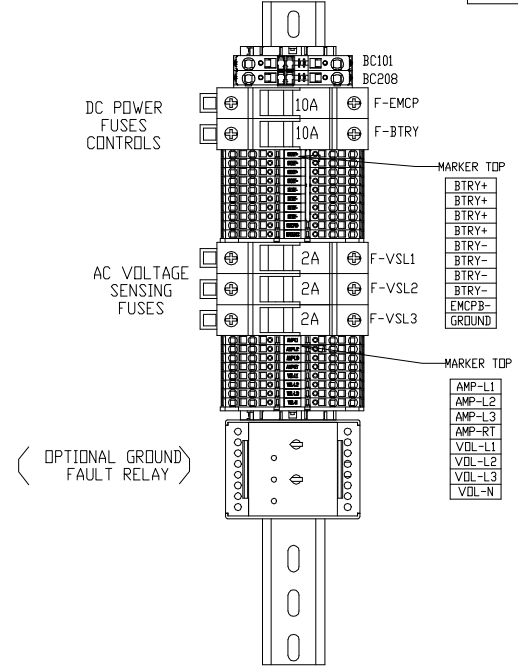 BC101
BC208
DC POWER
FUSES
CONTROLS
10A
F-EMCP
10A
F-BTRY
MARKER TOP
BTRY+
BTRY+
BTRY+
BTRY+
BTRY-
BTRY-
BTRY-
BTRY-
EMCPB-
GROUND
AC VOLTAGE
SENSING
FUSES
2A
F-VSL1
2A
F-VSL2
2A
F-VSL3
MARKER TOP
AMP-L1
AMP-L2
AMP-L3
AMP-RT
VOL-L1
VOL-L2
VOL-L3
VOL-N
( OPTIONAL GROUND )
FAULT RELAY